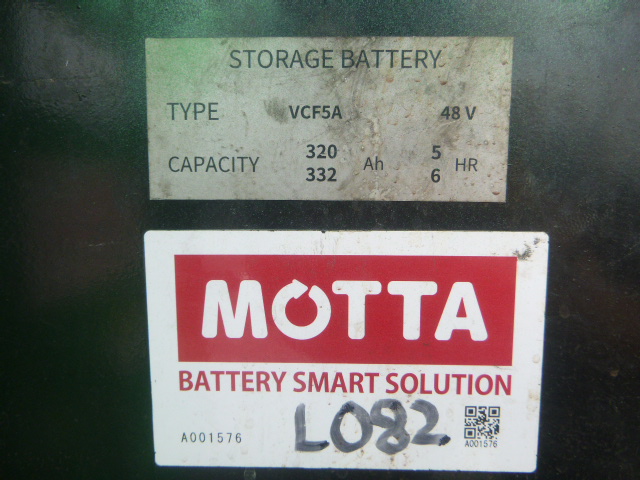 STORAGE BATTERY
TYPE VCF5A 48 V
CAPACITY 320 Ah 5 HR
332 6
MOTTA
BATTERY SMART SOLUTION
A001576 L082
A001576